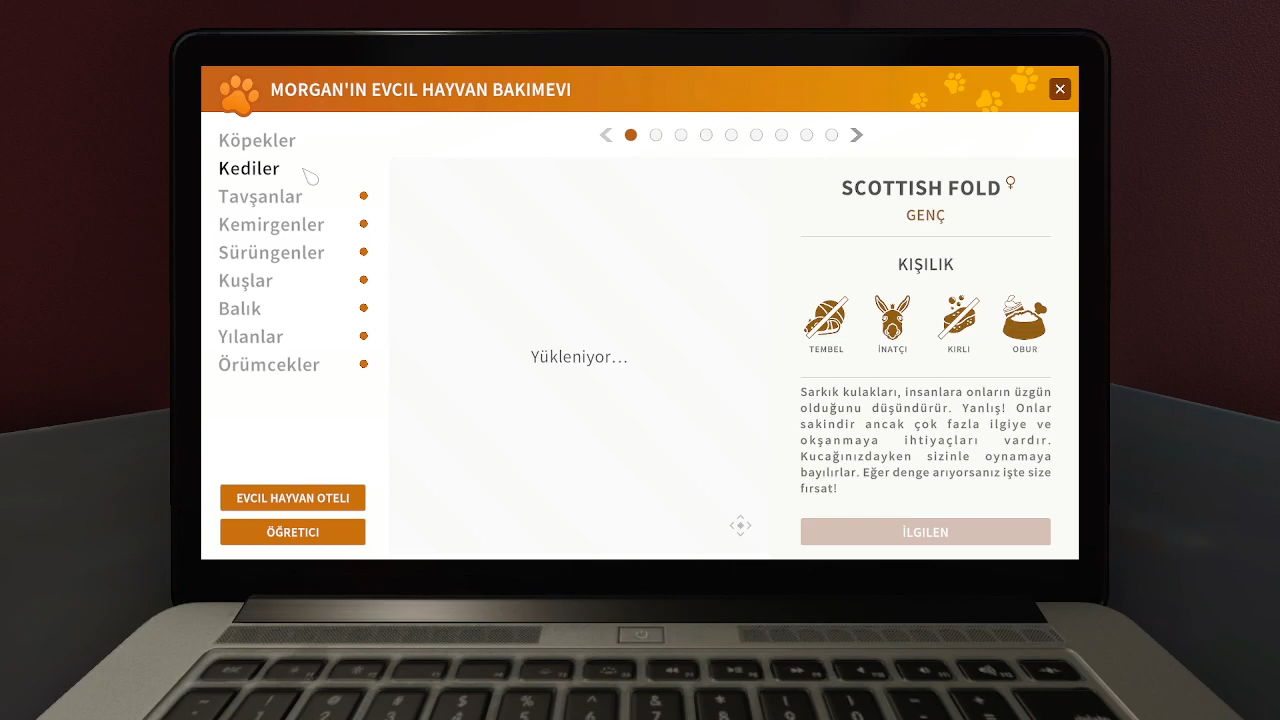 MORGAN'IN EVCIL HAYVAN BAKIMEVI
Köpekler
Kediler
Tavşanlar
Kemirgenler
Sürüngenler
Kuşlar
Balık
Yılanlar
Örümcekler
EVCIL HAYVAN OTELI
ÖĞRETICI
Yükleniyor...
SCOTTISH FOLD♀
GENÇ
KIŞILIK
TEMBEL
İNATÇI
KIRLI
OBUR
Sarkık kulakları, insanlara onların üzgün
olduğunu düşündürür. Yanlış! Onlar
sakindir ancak çok fazla ilgiye ve
okşanmaya ihtiyaçları vardır.
Kucağınızdayken sizinle oynamaya
bayılırlar. Eğer denge arıyorsanız işte size
fırsat!
İLGILEN